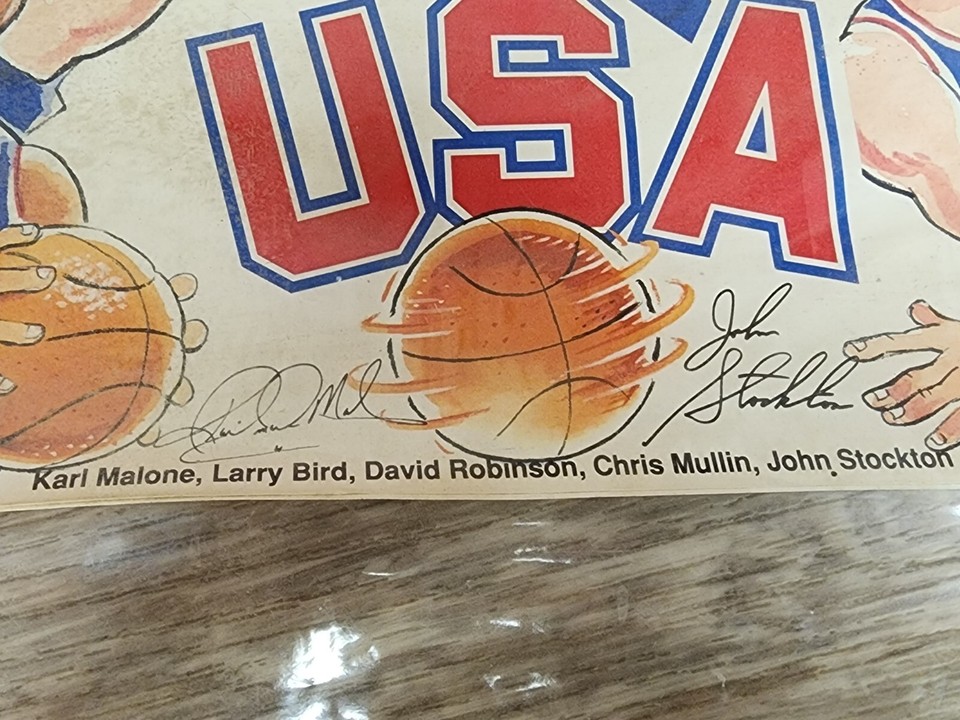 USA
John
Stockton
Karl Malone, Larry Bird, David Robinson, Chris Mullin, John Stockton